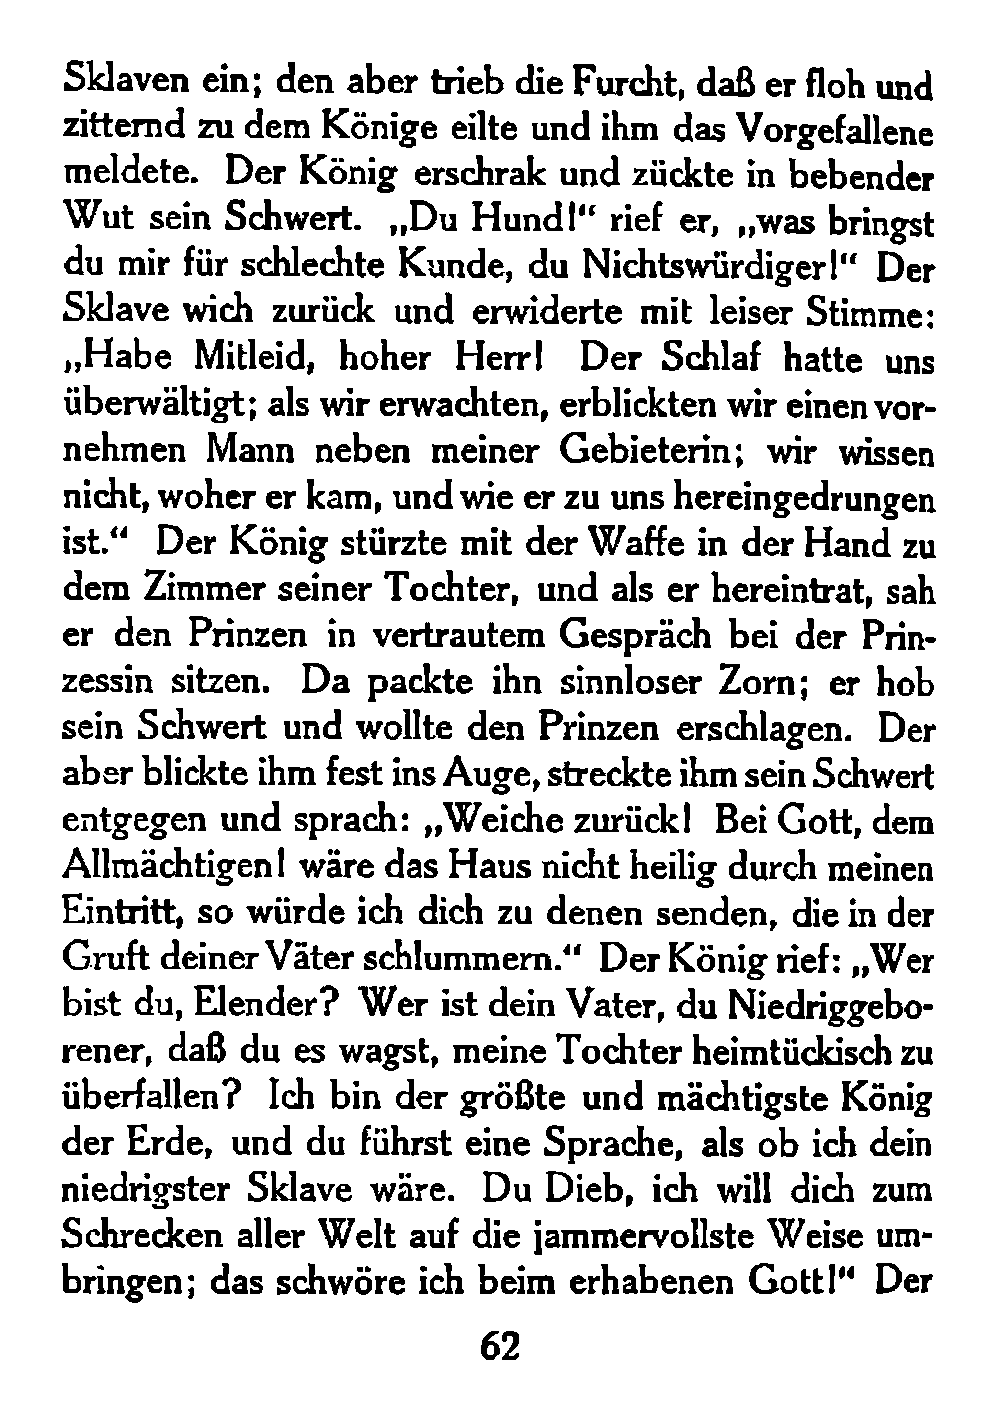 Sklaven ein; den aber trieb die Furcht, daß er floh und
zitternd zu dem Könige eilte und ihm das Vorgefallene
meldete. Der König erschrak und zückte in bebender
Wut sein Schwert. „Du Hund!“ rief er, „was bringst
du mir für schlechte Kunde, du Nichtswürdiger!“ Der
Sklave wich zurück und erwiderte mit leiser Stimme:
„Habe Mitleid, hoher Herr! Der Schlaf hatte uns
überwältigt; als wir erwachten, erblickten wir einen vor-
nehmen Mann neben meiner Gebieterin; wir wissen
nicht, woher er kam, und wie er zu uns hereingedrungen
ist.“ Der König stürzte mit der Waffe in der Hand zu
dem Zimmer seiner Tochter, und als er hereintrat, sah
er den Prinzen in vertrautem Gespräch bei der Prin-
zessin sitzen. Da packte ihn sinnloser Zorn; er hob
sein Schwert und wollte den Prinzen erschlagen. Der
aber blickte ihm fest ins Auge, streckte ihm sein Schwert
entgegen und sprach: „Weiche zurück! Bei Gott, dem
Allmächtigen! wäre das Haus nicht heilig durch meinen
Eintritt, so würde ich dich zu denen senden, die in der
Gruft deiner Väter schlummern.“ Der König rief: „Wer
bist du, Elender? Wer ist dein Vater, du Niedriggebo-
rener, daß du es wagst, meine Tochter heimtückisch zu
überfallen? Ich bin der größte und mächtigste König
der Erde, und du führst eine Sprache, als ob ich dein
niedrigster Sklave wäre. Du Dieb, ich will dich zum
Schrecken aller Welt auf die jammervollste Weise um-
bringen; das schwöre ich beim erhabenen Gott!“ Der
62